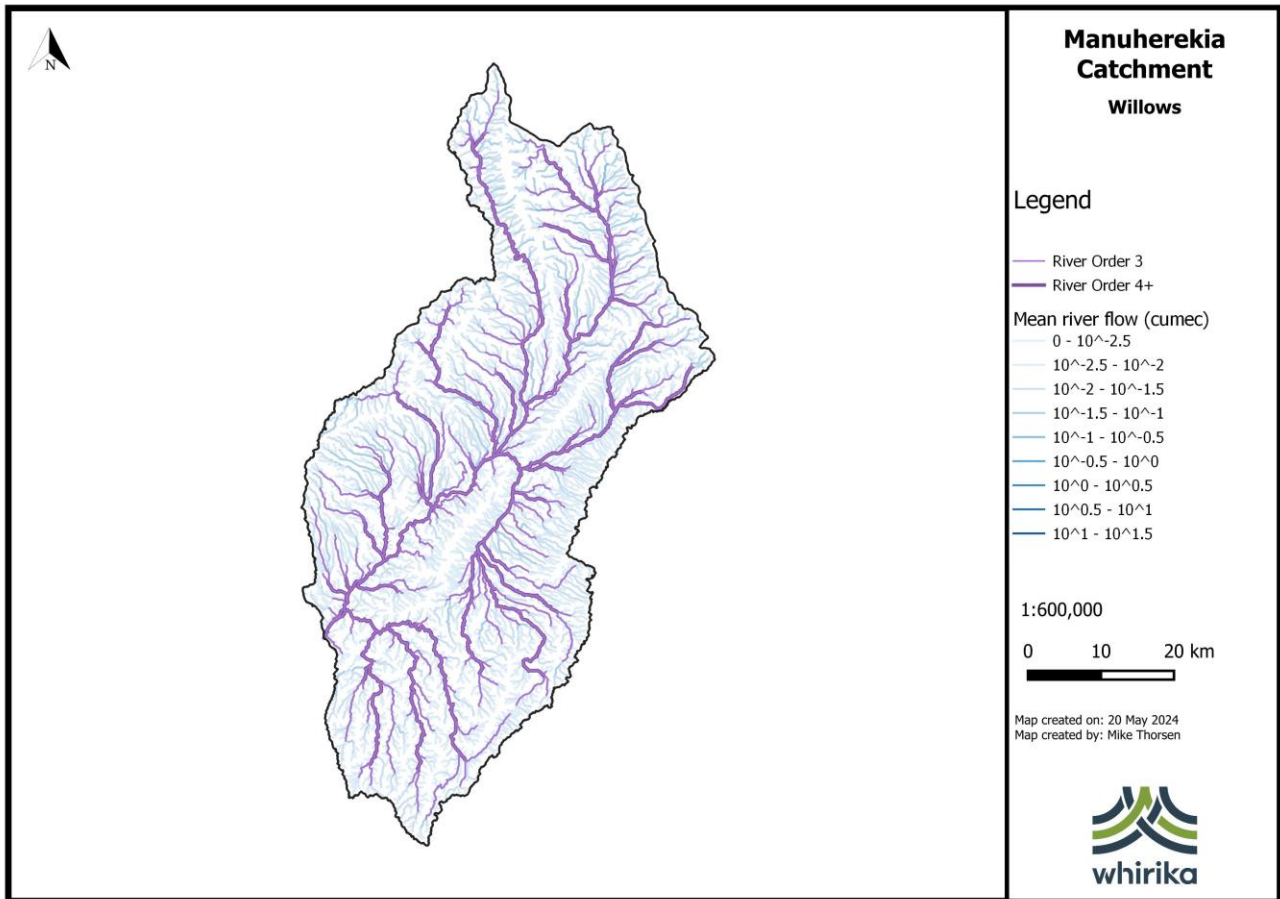 N
Manuherekia
Catchment
Willows
Legend
River Order 3
River Order 4+
Mean river flow (cumec)
0 - 10^-2.5
10^-2.5 - 10^-2
10^-2 - 10^-1.5
10^-1.5 - 10^-1
10^-1 - 10^-0.5
10^-0.5 - 10^0
10^0 - 10^0.5
10^0.5 - 10^1
10^1 - 10^1.5
1:600,000
0 10 20 km
Map created on: 20 May 2024
Map created by: Mike Thorsen
whirika